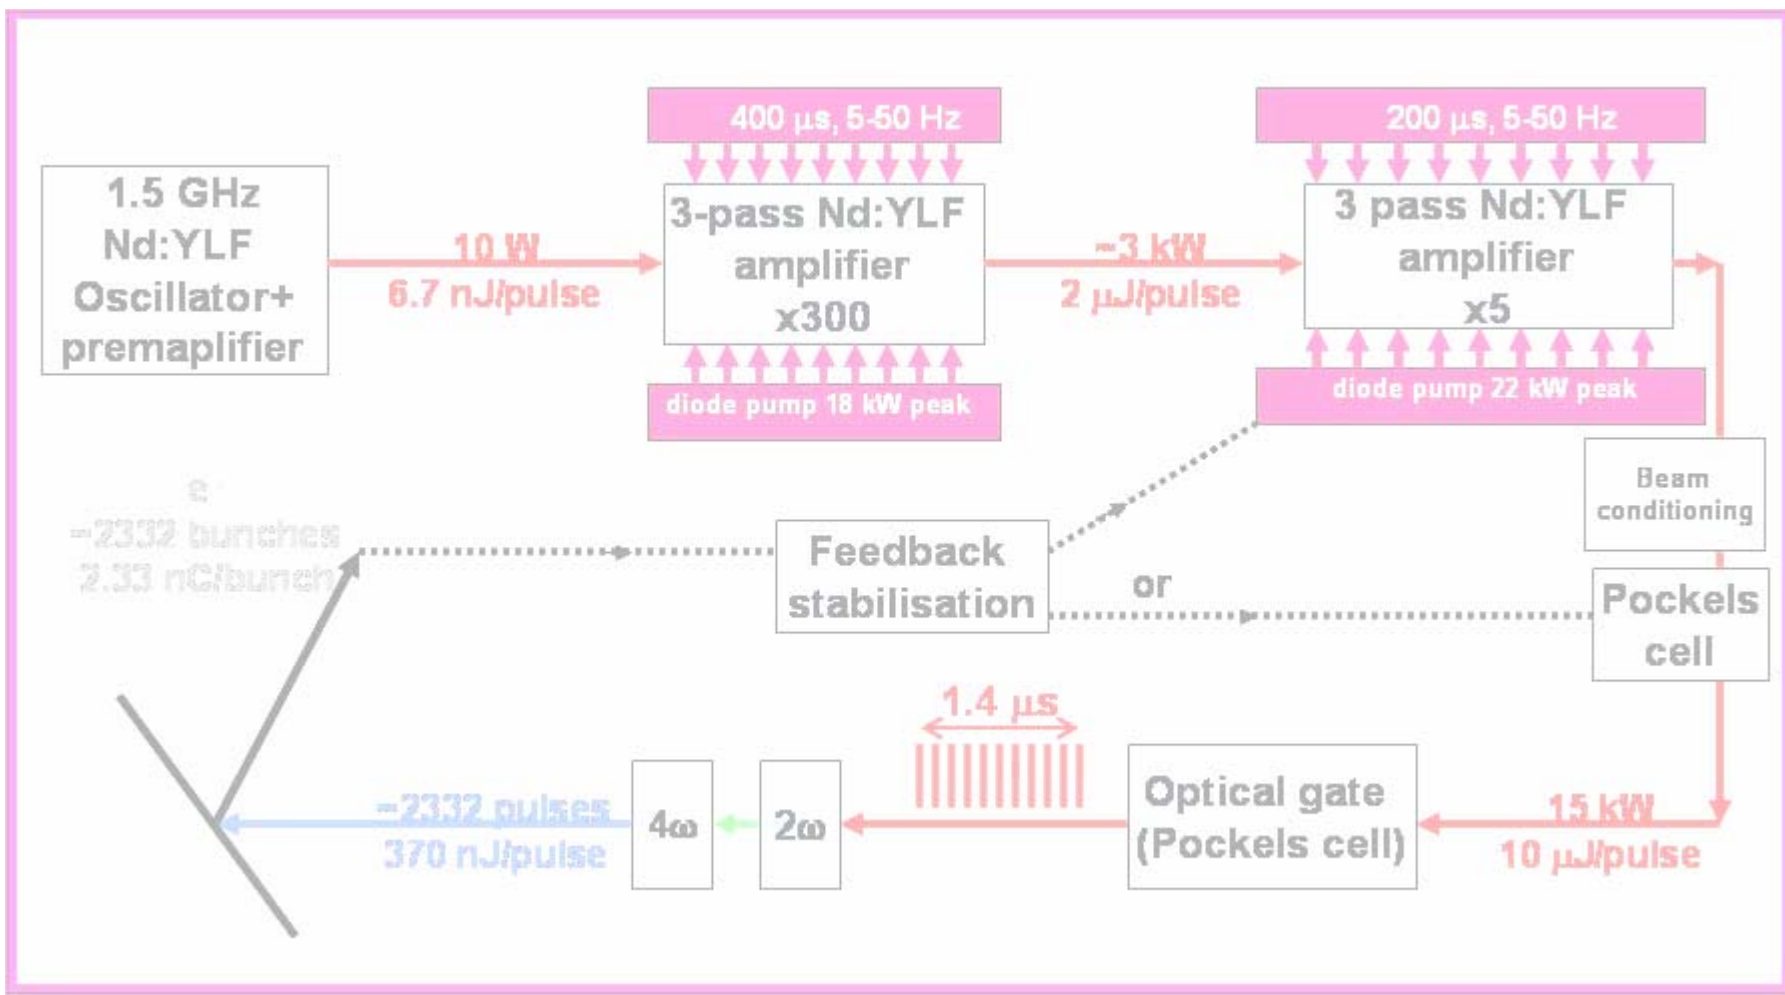 400 µs, 5-50 Hz
200 µs, 5-50 Hz
1.5 GHz
Nd:YLF
Oscillator+
premaplifier
10 W
6.7 nJ/pulse
3-pass Nd:YLF
amplifier
x300
~3 kW
2 µJ/pulse
3 pass Nd:YLF
amplifier
x5
diode pump 18 kW peak
diode pump 22 kW peak
Beam
conditioning
e-
~2332 bunches
2.33 nC/bunch
Feedback
stabilisation
or
Pockels
cell
1.4 µs
Optical gate
(Pockels cell)
15 kW
10 µJ/pulse
2ω
4ω
~2332 pulses
370 nJ/pulse